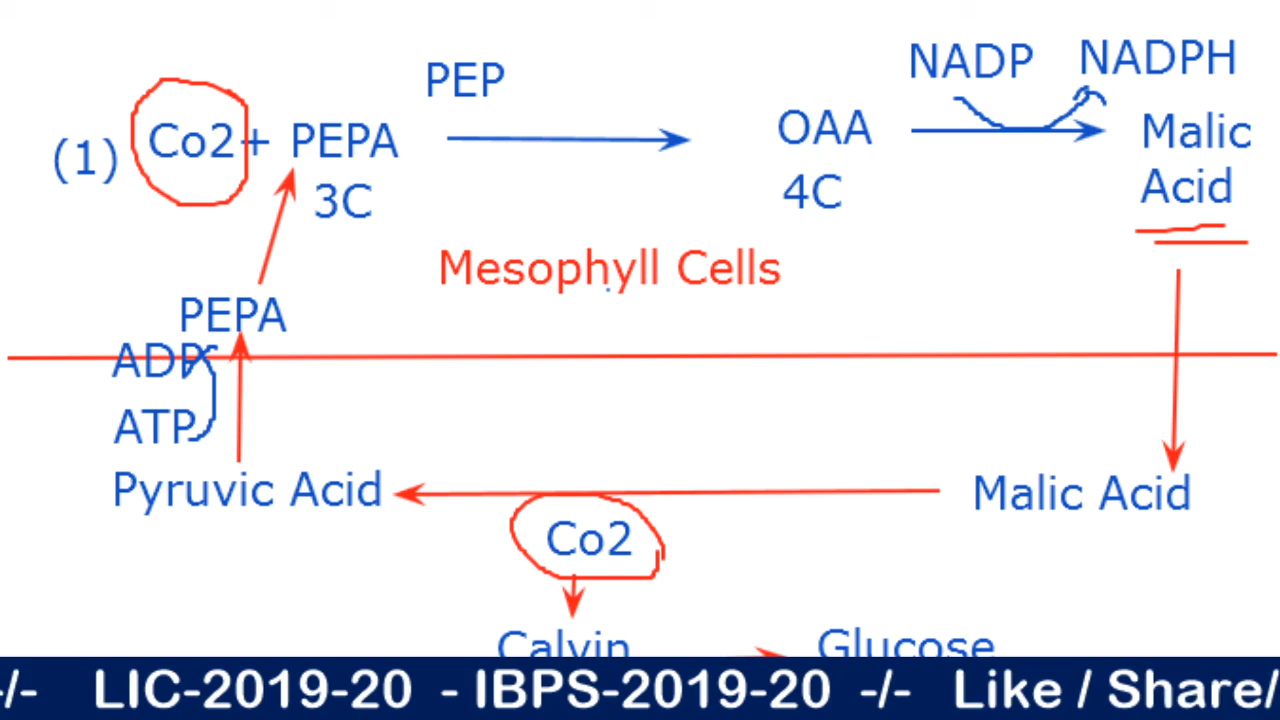 PEP
NADP NADPH
(1) Co2+ PEPA OAA Malic
3C 4C Acid
Mesophyll Cells
PEPA
ADP
ATP
Pyruvic Acid Malic Acid
Co2
Calvin Glucose
-/- LIC-2019-20 - IBPS-2019-20 -/- Like / Share/